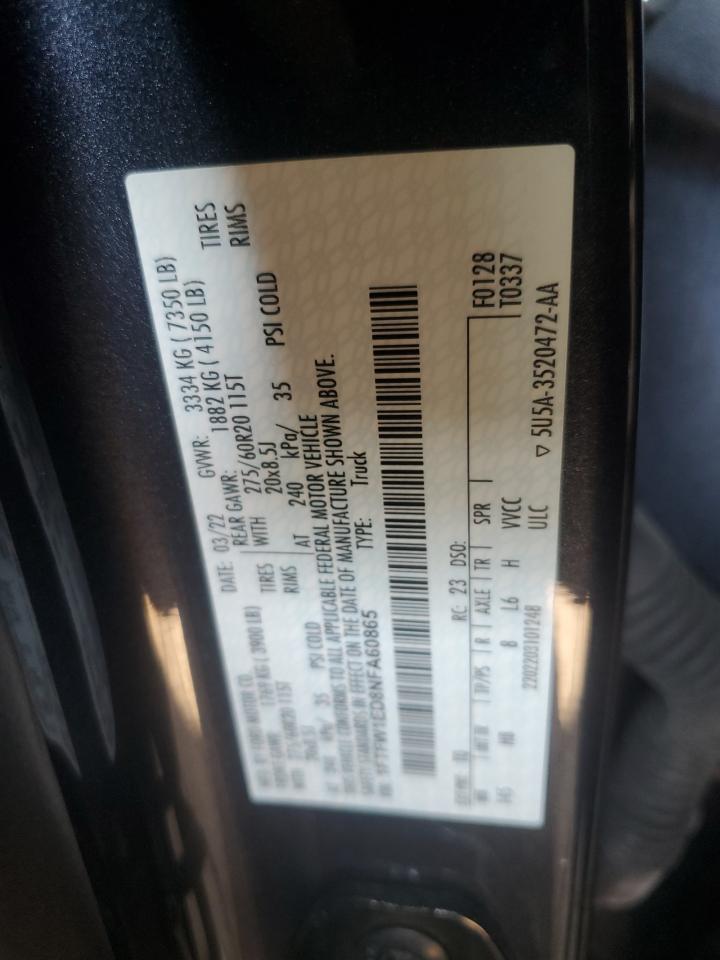 MFD. BY FORD MOTOR CO.
DATE: 03/22 GVWR: 3334 KG ( 7350 LB)
FRONT GAWR: 1769 KG ( 3900 LB) REAR GAWR: 1882 KG ( 4150 LB)
WITH 275/60R20 115T TIRES WITH 275/60R20 115T TIRES
20x8.5J RIMS 20x8.5J RIMS
AT 240 kPa/ 35 PSI COLD AT 240 kPa/ 35 PSI COLD
THIS VEHICLE CONFORMS TO ALL APPLICABLE FEDERAL MOTOR VEHICLE
SAFETY STANDARDS IN EFFECT ON THE DATE OF MANUFACTURE SHOWN ABOVE.
VIN: 1FTFW1ED8NFA60865 TYPE: Truck
F0128
T0337
RC: 23 DSO:
TP/PS R AXLE TR SPR
8 L6 H VVCC
2202203101248 ULC
▽ 5U5A-3520472-AA